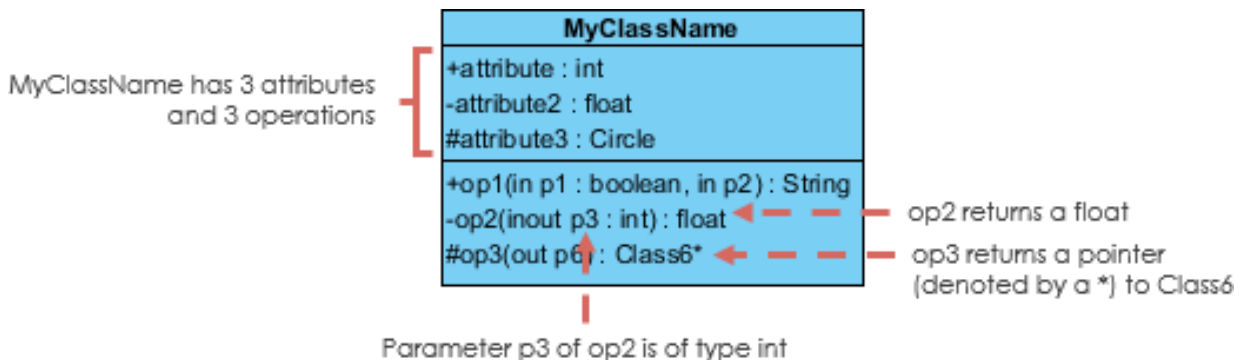 MyClassName
MyClassName has 3 attributes
and 3 operations
+attribute : int
-attribute2 : float
#attribute3 : Circle
+op1(in p1 : boolean, in p2) : String
-op2(inout p3 : int) : float
#op3(out p6) : Class6*
op2 returns a float
op3 returns a pointer
(denoted by a *) to Class6
Parameter p3 of op2 is of type int